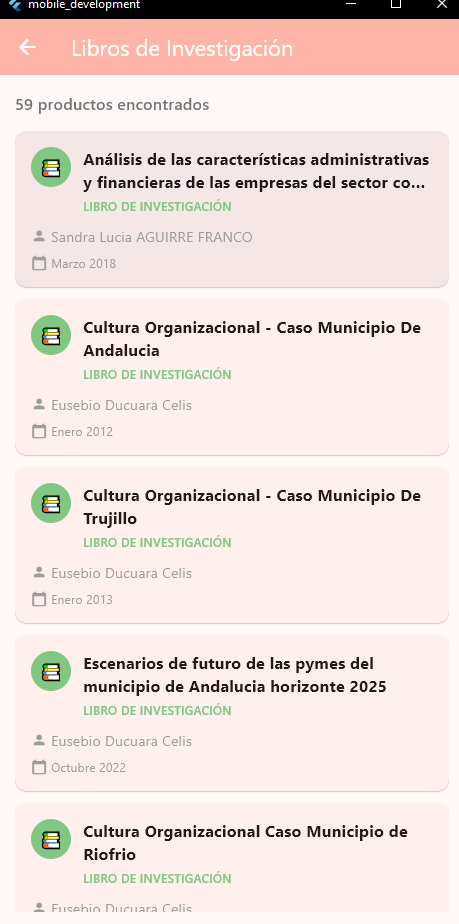 mobile_development
Libros de Investigación
59 productos encontrados
Análisis de las características administrativas
y financieras de las empresas del sector co...
LIBRO DE INVESTIGACIÓN
Sandra Lucia AGUIRRE FRANCO
Marzo 2018
Cultura Organizacional - Caso Municipio De
Andalucia
LIBRO DE INVESTIGACIÓN
Eusebio Ducuara Celis
Enero 2012
Cultura Organizacional - Caso Municipio De
Trujillo
LIBRO DE INVESTIGACIÓN
Eusebio Ducuara Celis
Enero 2013
Escenarios de futuro de las pymes del
municipio de Andalucia horizonte 2025
LIBRO DE INVESTIGACIÓN
Eusebio Ducuara Celis
Octubre 2022
Cultura Organizacional Caso Municipio de
Riofrio
LIBRO DE INVESTIGACIÓN
Eusebio Ducuara Celis